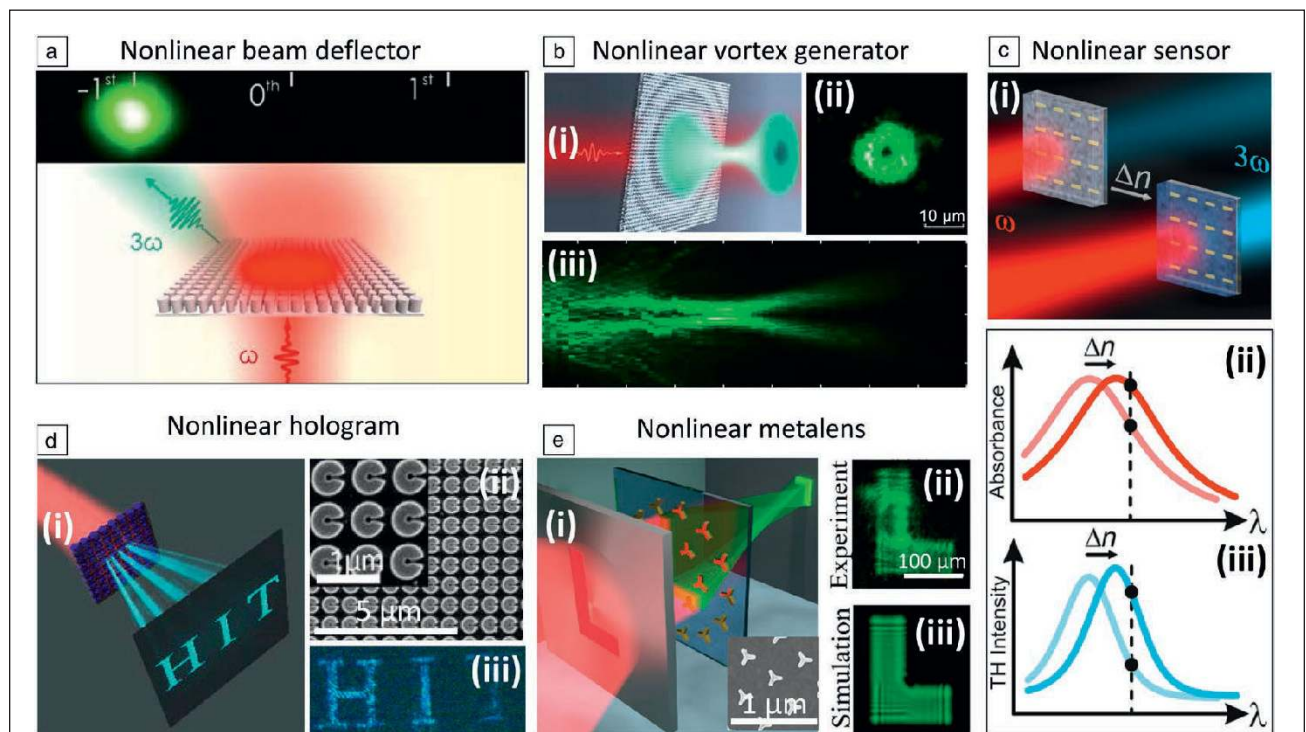 a Nonlinear beam deflector
-1st 0th 1st
3ω
ω
b Nonlinear vortex generator
(i)
(ii)
10 μm
(iii)
c Nonlinear sensor
(i)
3ω
Δn
ω
Δn
(ii)
Absorbance
λ
Δn
(iii)
TH Intensity
λ
d Nonlinear hologram
(i)
HIT
(ii)
1μm
5 μm
(iii)
H I T
e Nonlinear metalens
(i)
1 μm
Experiment
(ii)
100 μm
Simulation
(iii)